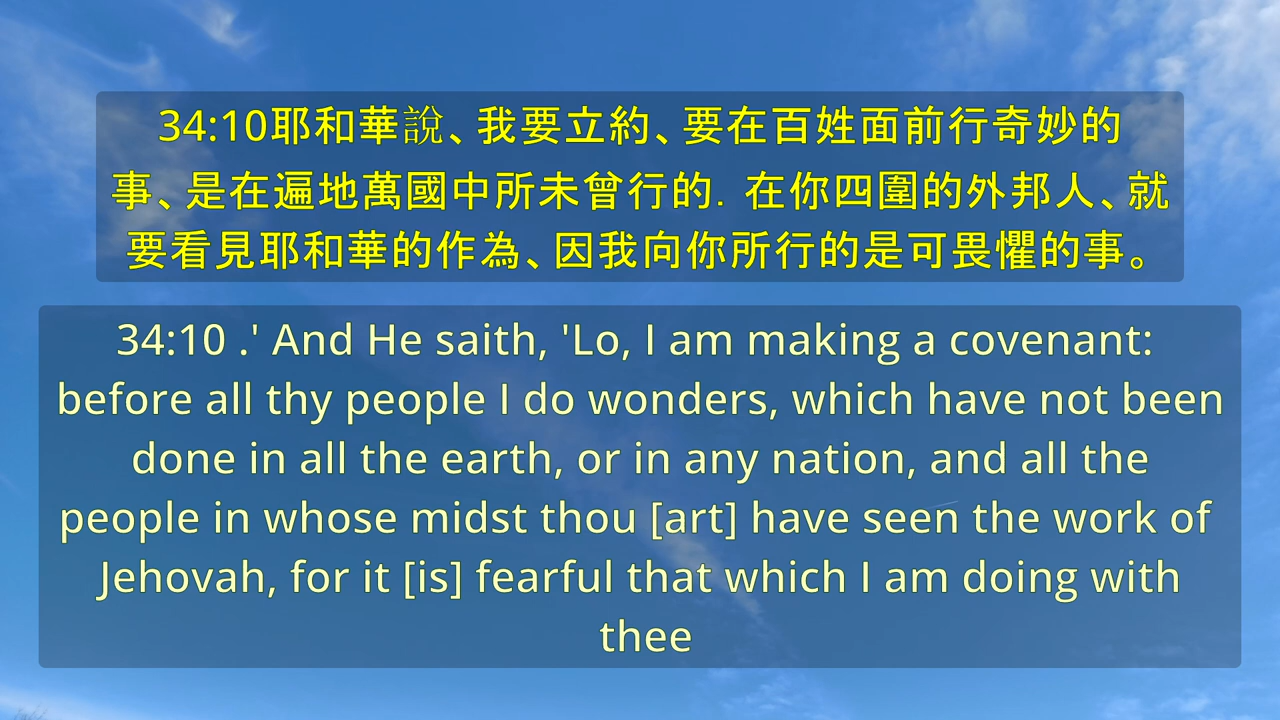 34:10耶和華說、我要立約、要在百姓面前行奇妙的
事、是在遍地萬國中所未曾行的．在你四圍的外邦人、就
要看見耶和華的作為、因我向你所行的是可畏懼的事。
34:10 .' And He saith, 'Lo, I am making a covenant:
before all thy people I do wonders, which have not been
done in all the earth, or in any nation, and all the
people in whose midst thou [art] have seen the work of
Jehovah, for it [is] fearful that which I am doing with
thee